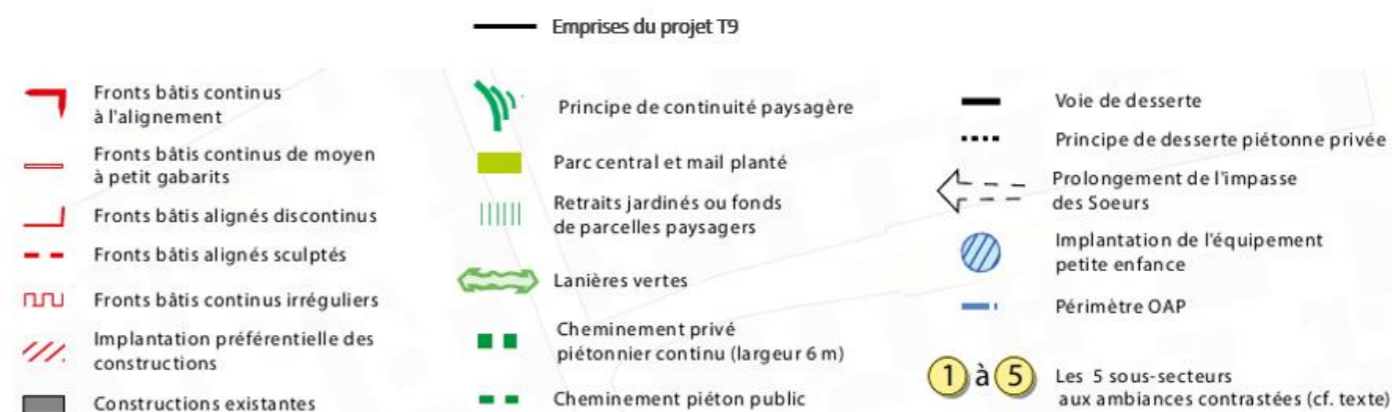 Emprises du projet T9
Fronts bâtis continus
à l'alignement
Fronts bâtis continus de moyen
à petit gabarits
Fronts bâtis alignés discontinus
Fronts bâtis alignés sculptés
Fronts bâtis continus irréguliers
Implantation préférentielle des
constructions
Constructions existantes
Principe de continuité paysagère
Parc central et mail planté
Retraits jardinés ou fonds
de parcelles paysagers
Lanières vertes
Cheminement privé
piétonnier continu (largeur 6 m)
Cheminement piéton public
Voie de desserte
Principe de desserte piétonne privée
Prolongement de l'impasse
des Soeurs
Implantation de l'équipement
petite enfance
Périmètre OAP
1 à 5 Les 5 sous-secteurs
aux ambiances contrastées (cf. texte)